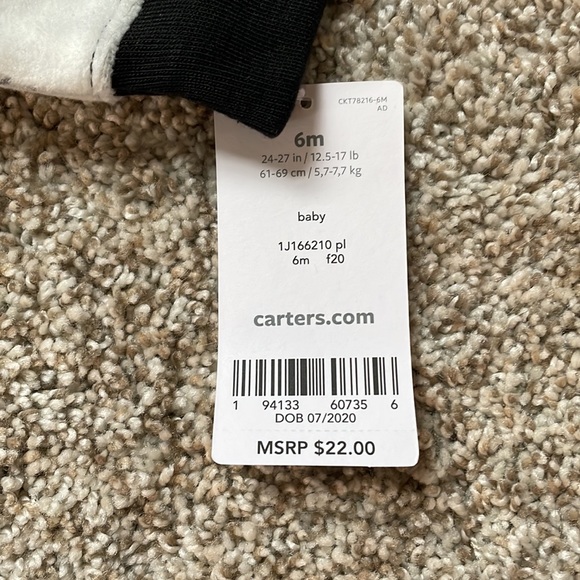 CKT78216-6M
AD
6m
24-27 in / 12.5-17 lb
61-69 cm / 5,7-7,7 kg
baby
1J166210 pl
6m f20
carters.com
1 94133 60735 6
DOB 07/2020
MSRP $22.00